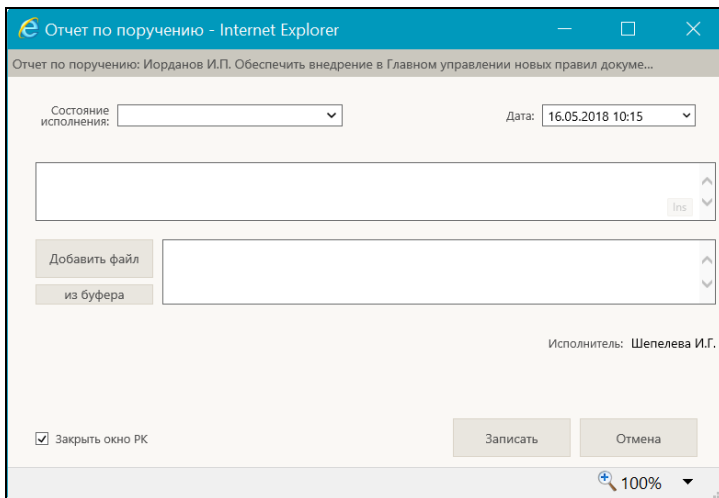 Отчет по поручению - Internet Explorer
Отчет по поручению: Иорданов И.П. Обеспечить внедрение в Главном управлении новых правил докуме...
Состояние
исполнения:
Дата: 16.05.2018 10:15
Ins
Добавить файл
из буфера
Исполнитель: Шепелева И.Г.
Закрыть окно РК
Записать
Отмена
100%